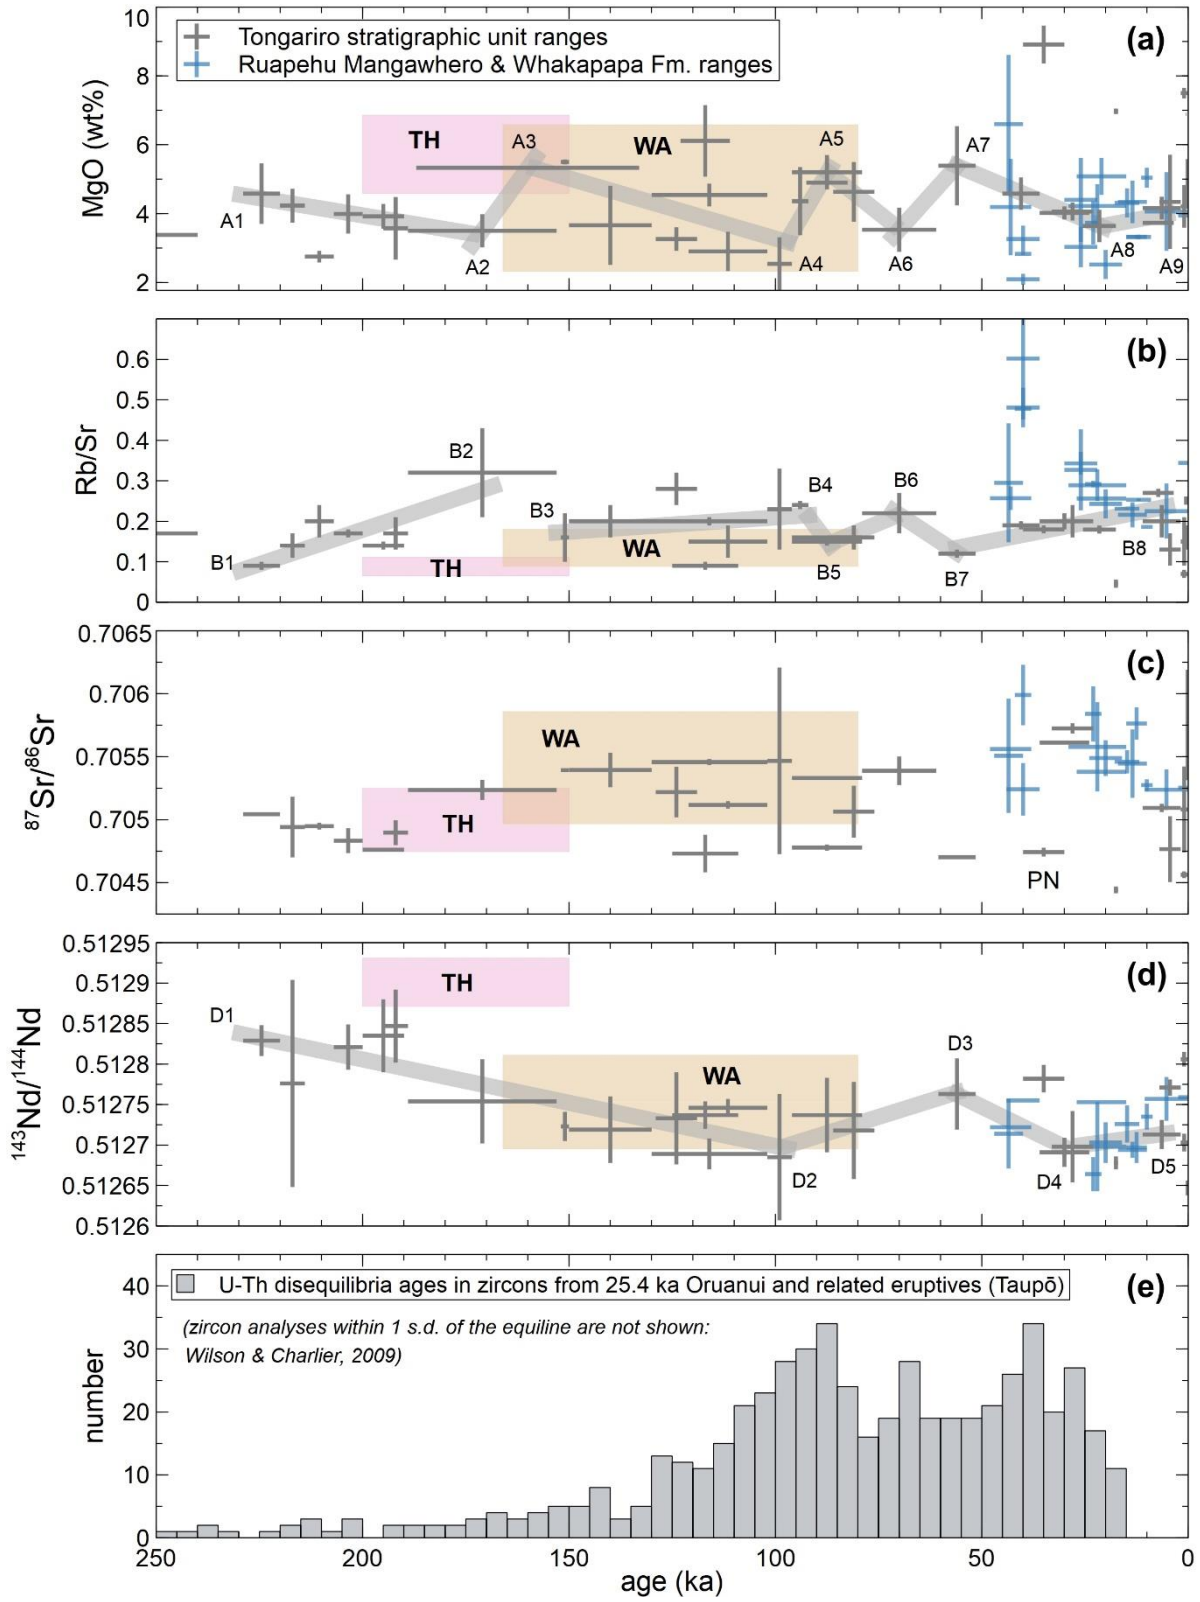 10
8
6
4
2
MgO (wt%)
(a)
Tongariro stratigraphic unit ranges
Ruapehu Mangawhero & Whakapapa Fm. ranges
TH
WA
A1
A2
A3
A4
A5
A6
A7
A8
A9
0.6
0.5
0.4
0.3
0.2
0.1
0
Rb/Sr
(b)
B1
B2
B3
B4
B5
B6
B7
B8
TH
WA
0.7065
0.706
0.7055
0.705
0.7045
87Sr/86Sr
(c)
WA
TH
PN
0.51295
0.5129
0.51285
0.5128
0.51275
0.5127
0.51265
0.5126
143Nd/144Nd
(d)
TH
WA
D1
D2
D3
D4
D5
40
30
20
10
0
number
(e)
U-Th disequilibria ages in zircons from 25.4 ka Oruanui and related eruptives (Taupō)
(zircon analyses within 1 s.d. of the equiline are not shown:
Wilson & Charlier, 2009)
250 200 150 100 50 0
age (ka)